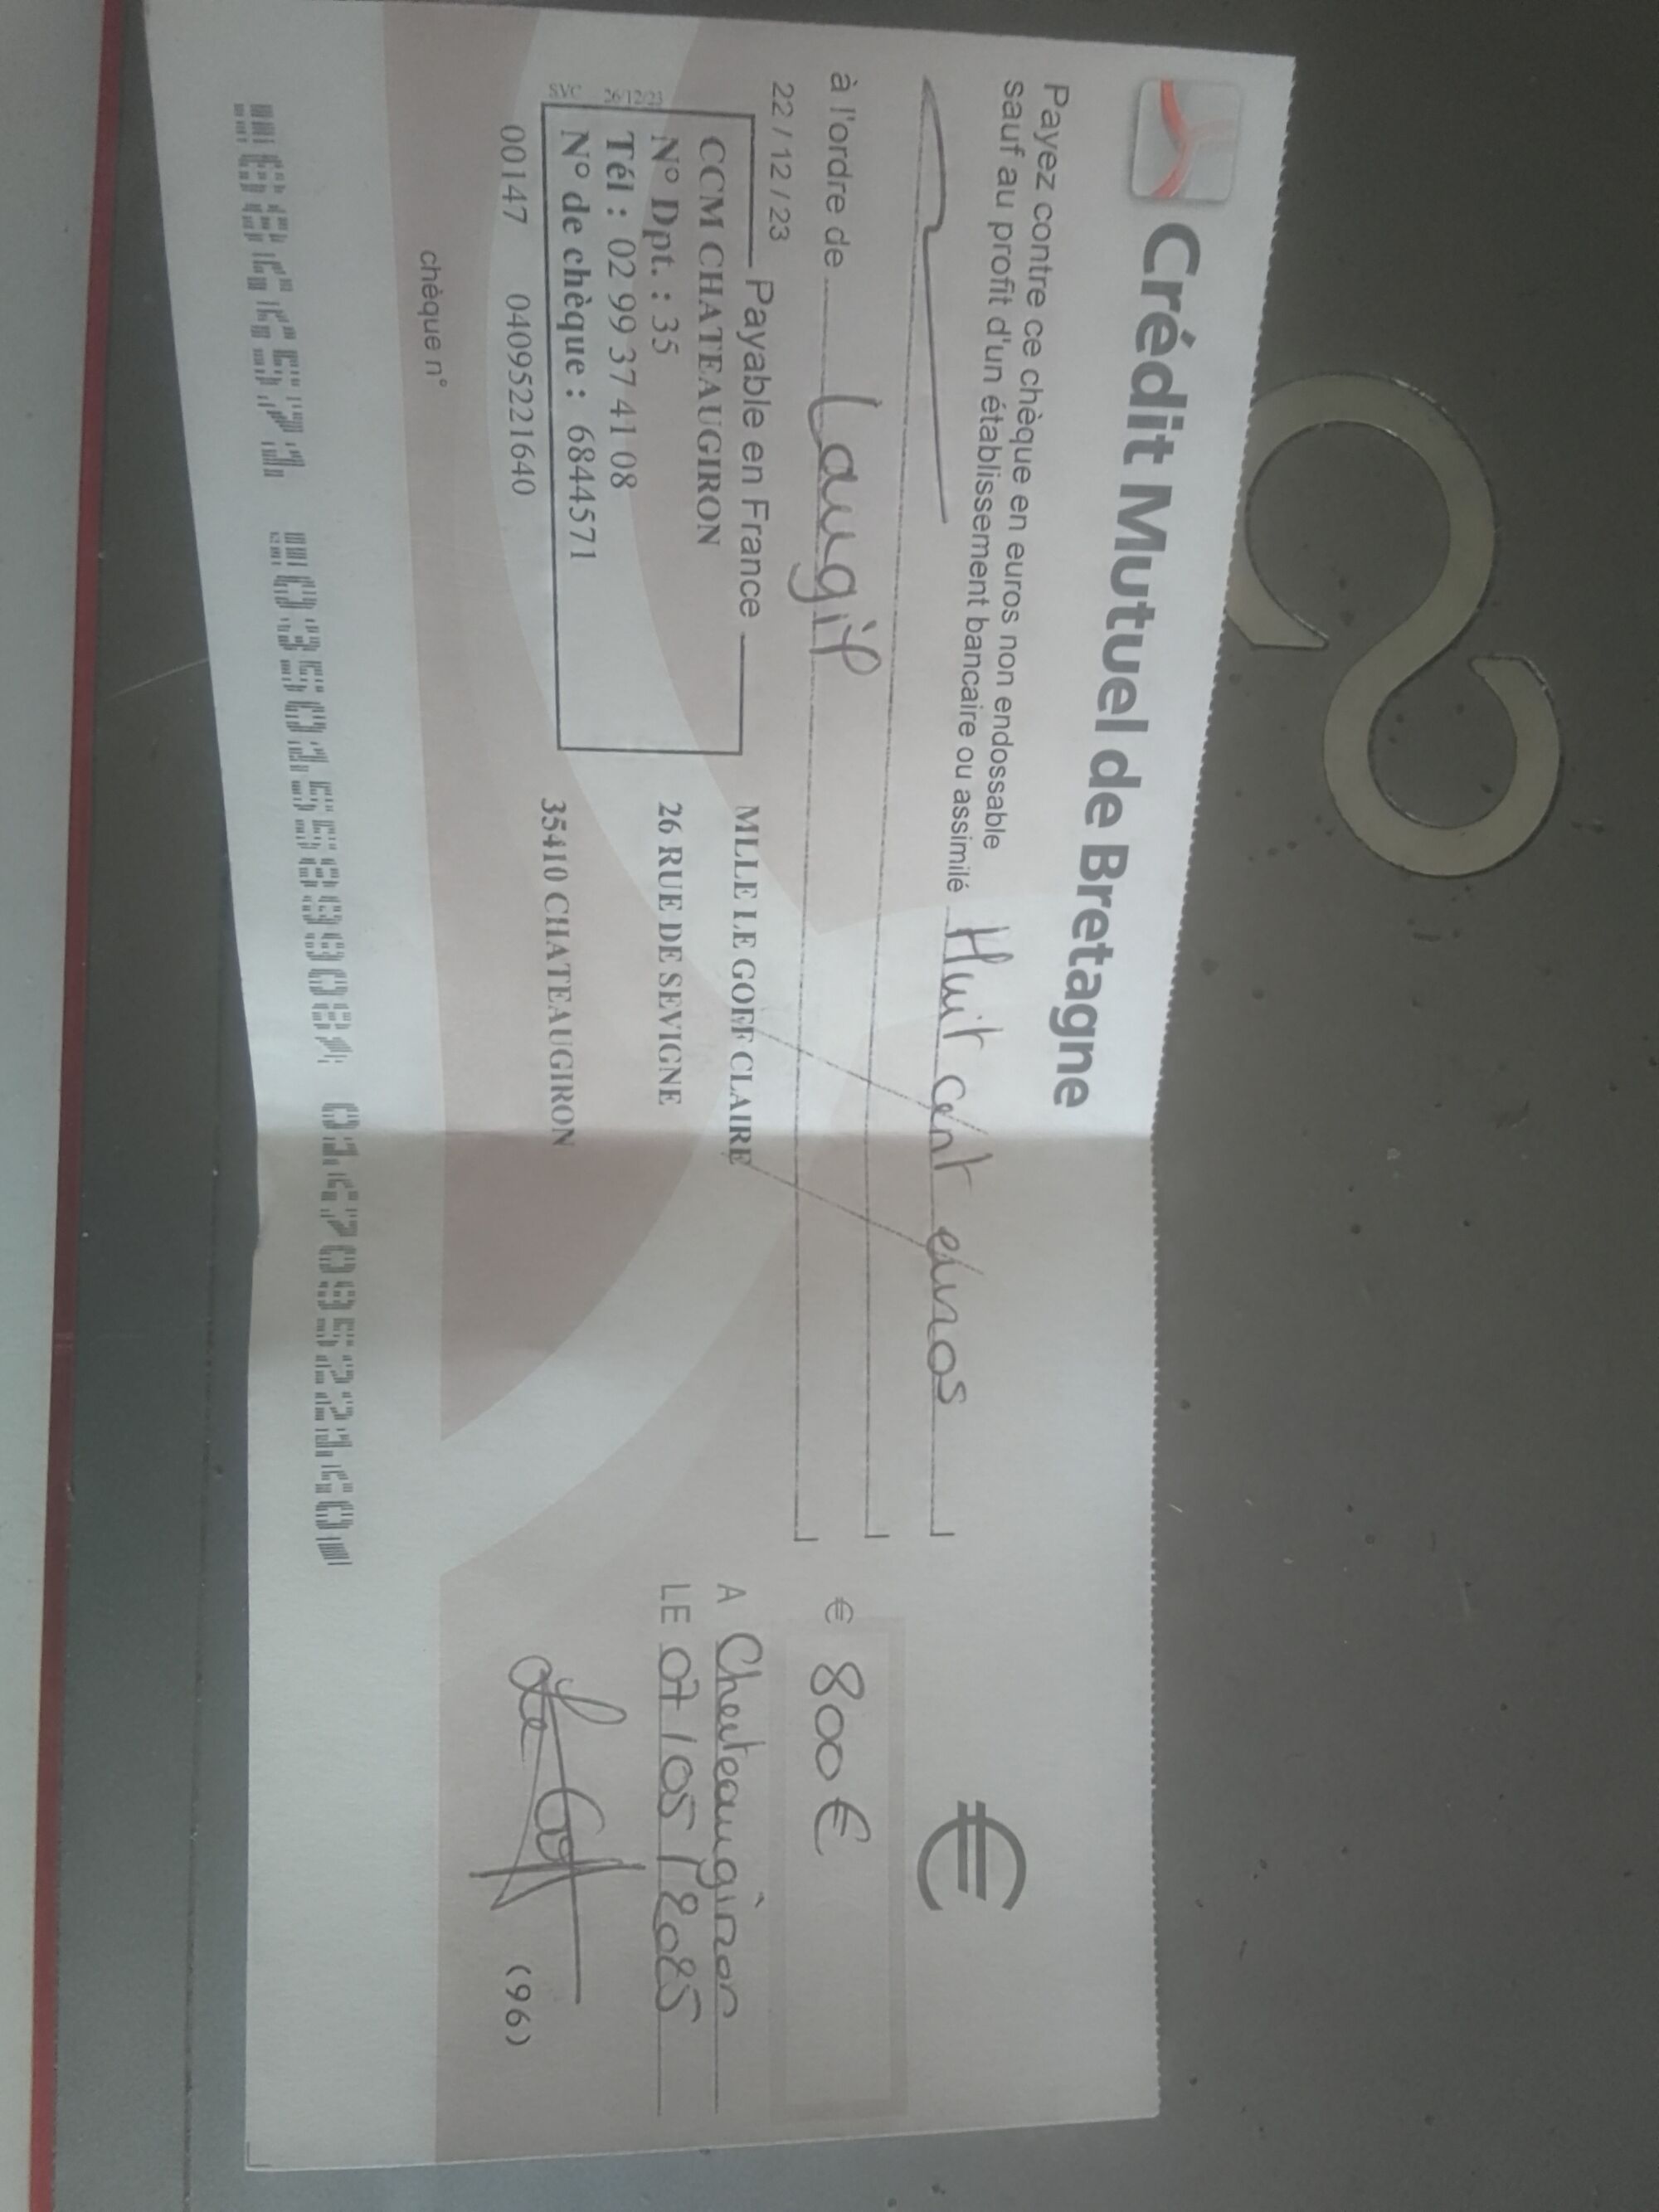 Crédit Mutuel de Bretagne
Payez contre ce chèque en euros non endossable
sauf au profit d'un établissement bancaire ou assimilé Huit cent euros
€
à l'ordre de Laugil
€ 800 €
22 / 12 / 23
Payable en France
CCM CHATEAUGIRON
N° Dpt. : 35
Tél : 02 99 37 41 08
N° de chèque : 6844571
SVC 26/12/23
00147 04095221640
MLLE LE GOFF CLAIRE
26 RUE DE SEVIGNE
35410 CHATEAUGIRON
A Chateaugiron
LE 07/05/2025
Le Goff
(96)
chèque n°